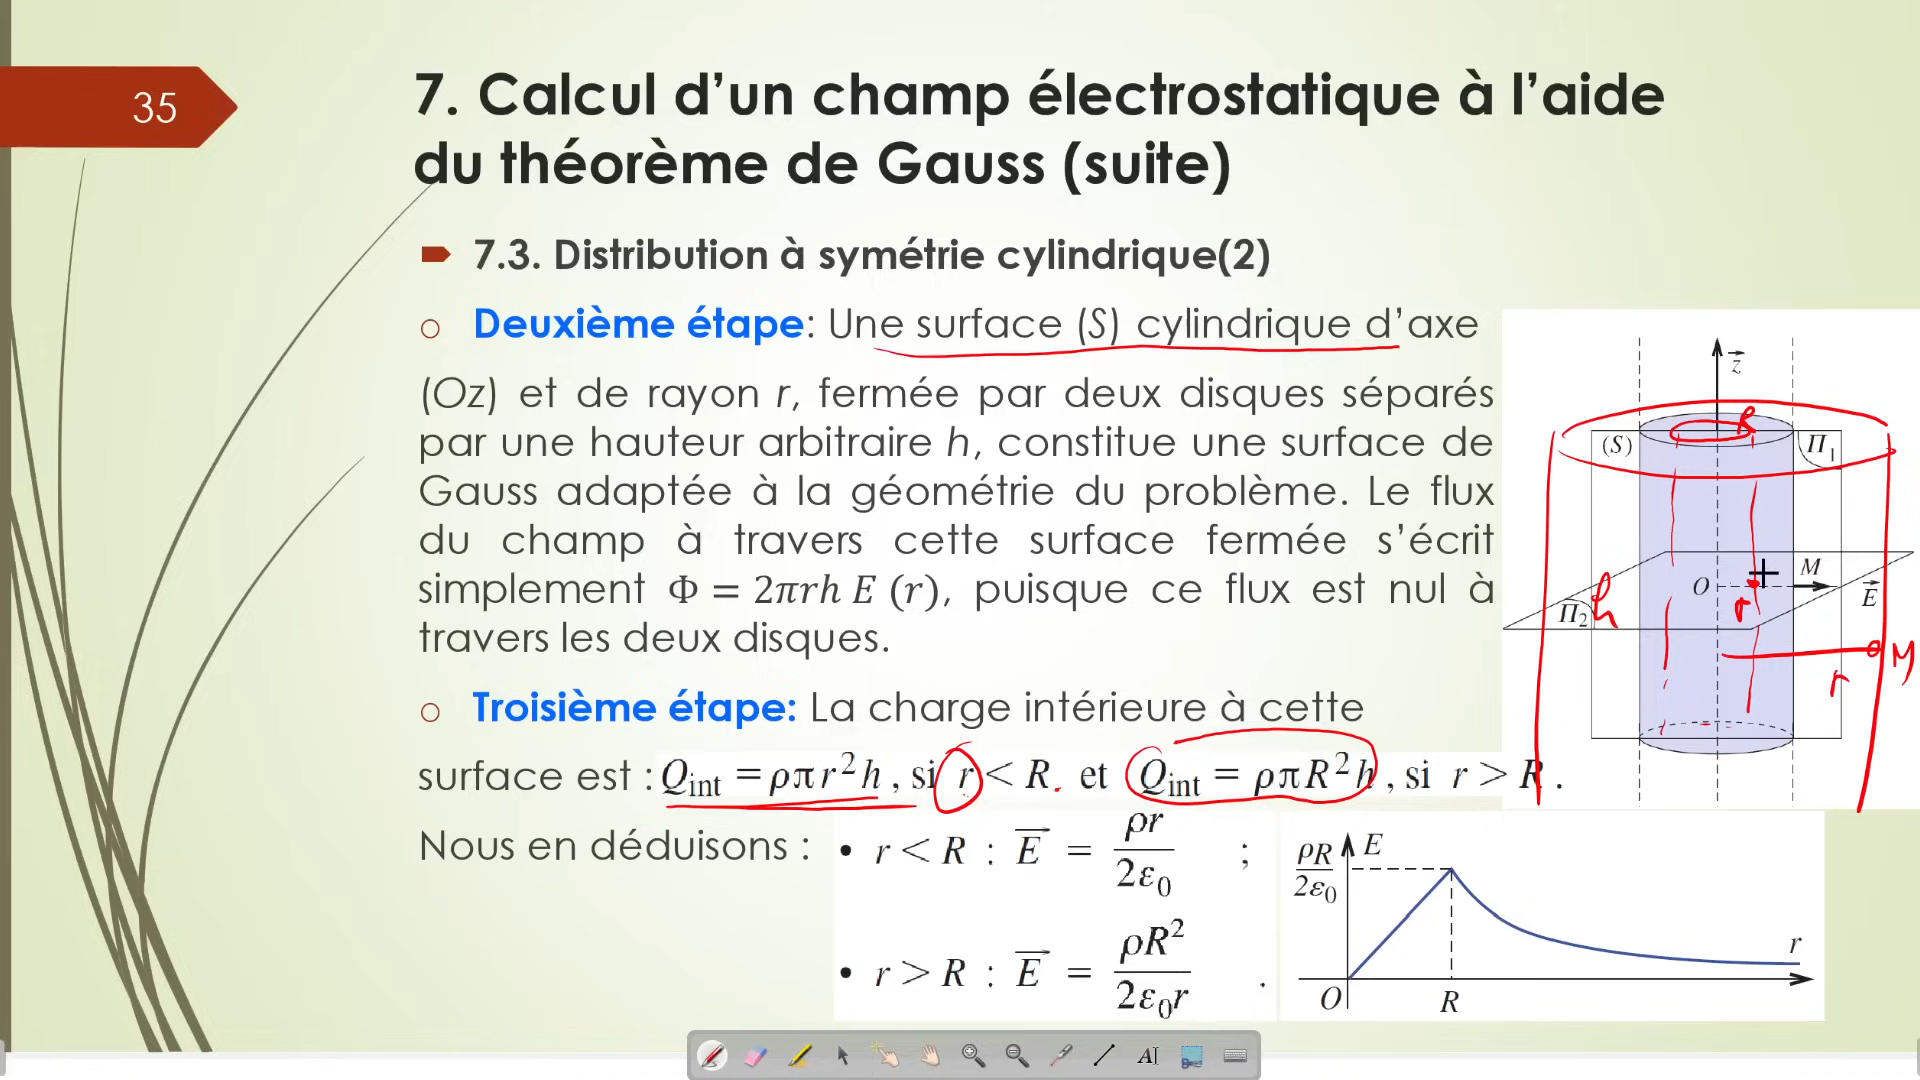 35
7. Calcul d’un champ électrostatique à l’aide
du théorème de Gauss (suite)
7.3. Distribution à symétrie cylindrique(2)
o Deuxième étape: Une surface (S) cylindrique d’axe
(Oz) et de rayon r, fermée par deux disques séparés
par une hauteur arbitraire h, constitue une surface de
Gauss adaptée à la géométrie du problème. Le flux
du champ à travers cette surface fermée s’écrit
simplement Φ = 2πrh E (r), puisque ce flux est nul à
travers les deux disques.
o Troisième étape: La charge intérieure à cette
surface est : Q_int = ρπr²h , si r < R. et Q_int = ρπR²h , si r > R .
Nous en déduisons : • r < R : E⃗ = ρr / 2ε₀ ;
• r > R : E⃗ = ρR² / 2ε₀r .
z⃗
R
(S)
Π₁
O
M
E⃗
Π₂
h
r
M
r
ρR / 2ε₀
E
r
O
R
AI